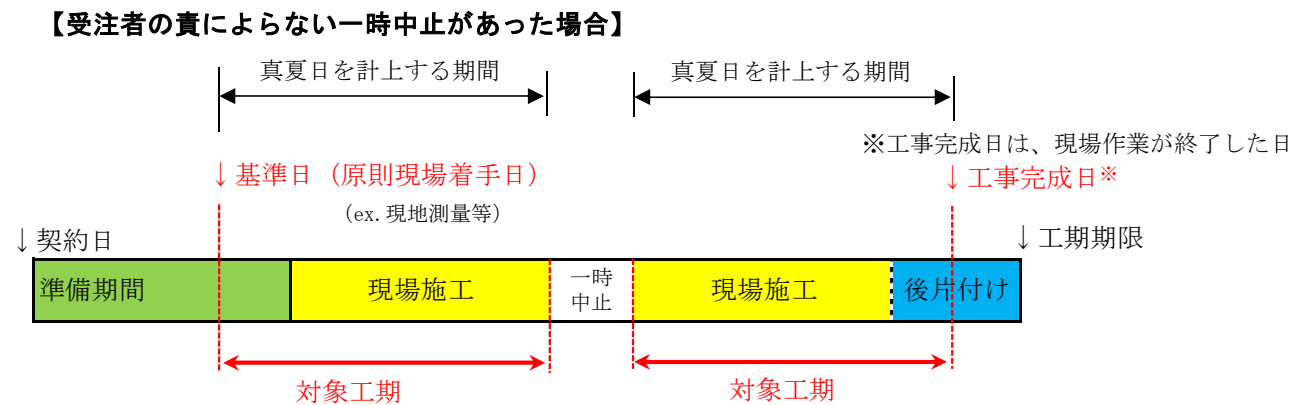 【受注者の責によらない一時中止があった場合】
真夏日を計上する期間
真夏日を計上する期間
※工事完成日は、現場作業が終了した日
↓基準日（原則現場着手日）
↓工事完成日※
（ex.現地測量等）
↓契約日
↓工期期限
準備期間
現場施工
一時
中止
現場施工
後片付け
対象工期
対象工期